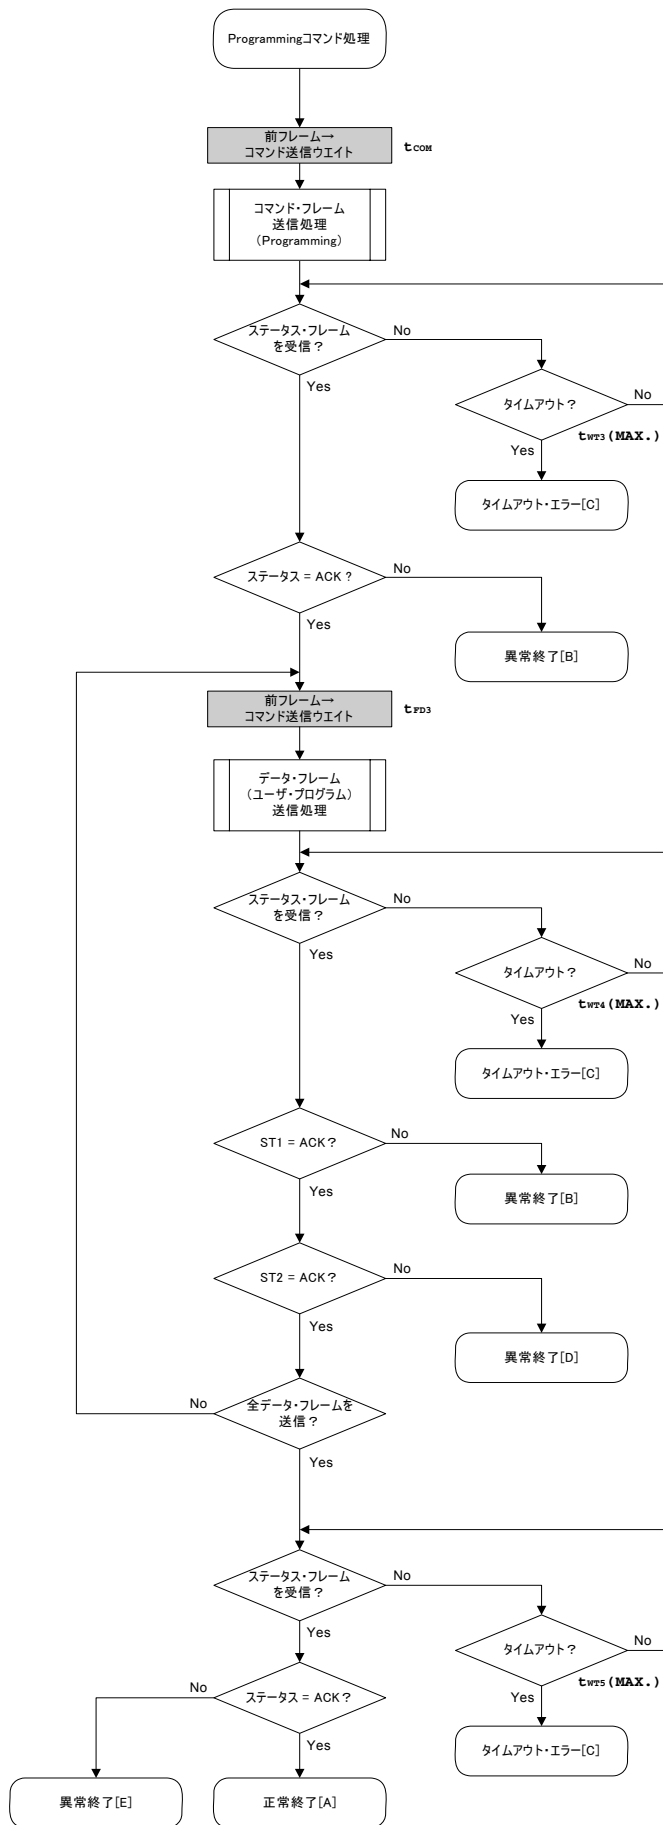 Programmingコマンド処理
前フレーム→
コマンド送信ウエイト
tCOM
コマンド・フレーム
送信処理
(Programming)
ステータス・フレーム
を受信？
No
Yes
タイムアウト？
No
tWT3(MAX.)
Yes
タイムアウト・エラー[C]
ステータス = ACK？
No
Yes
異常終了[B]
前フレーム→
コマンド送信ウエイト
tFD3
データ・フレーム
(ユーザ・プログラム)
送信処理
ステータス・フレーム
を受信？
No
Yes
タイムアウト？
No
tWT4(MAX.)
Yes
タイムアウト・エラー[C]
ST1 = ACK？
No
Yes
異常終了[B]
ST2 = ACK？
No
Yes
異常終了[D]
No
全データ・フレームを
送信？
Yes
ステータス・フレーム
を受信？
No
Yes
タイムアウト？
No
tWT5(MAX.)
Yes
タイムアウト・エラー[C]
No
ステータス = ACK？
Yes
異常終了[E]
正常終了[A]